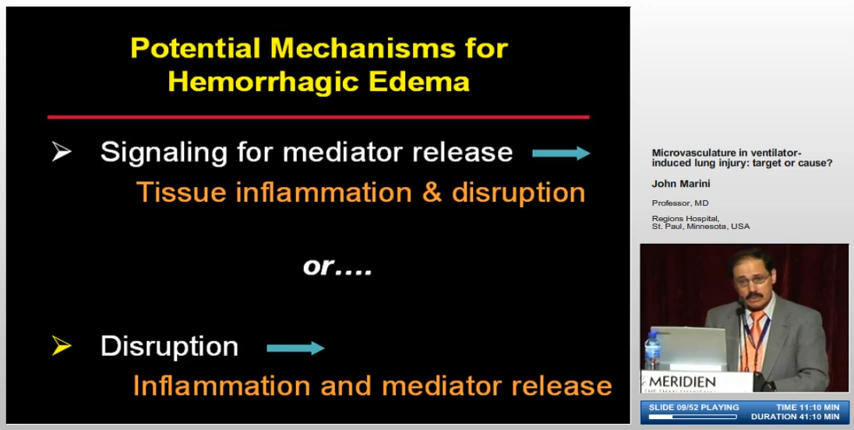 Potential Mechanisms for
Hemorrhagic Edema
Signaling for mediator release
Tissue inflammation & disruption
or....
Disruption
Inflammation and mediator release
Microvasculature in ventilator-
induced lung injury: target or cause?
John Marini
Professor, MD
Regions Hospital,
St. Paul, Minnesota, USA
MERIDIEN
SLIDE 09/52 PLAYING
TIME 11:10 MIN
DURATION 41:10 MIN